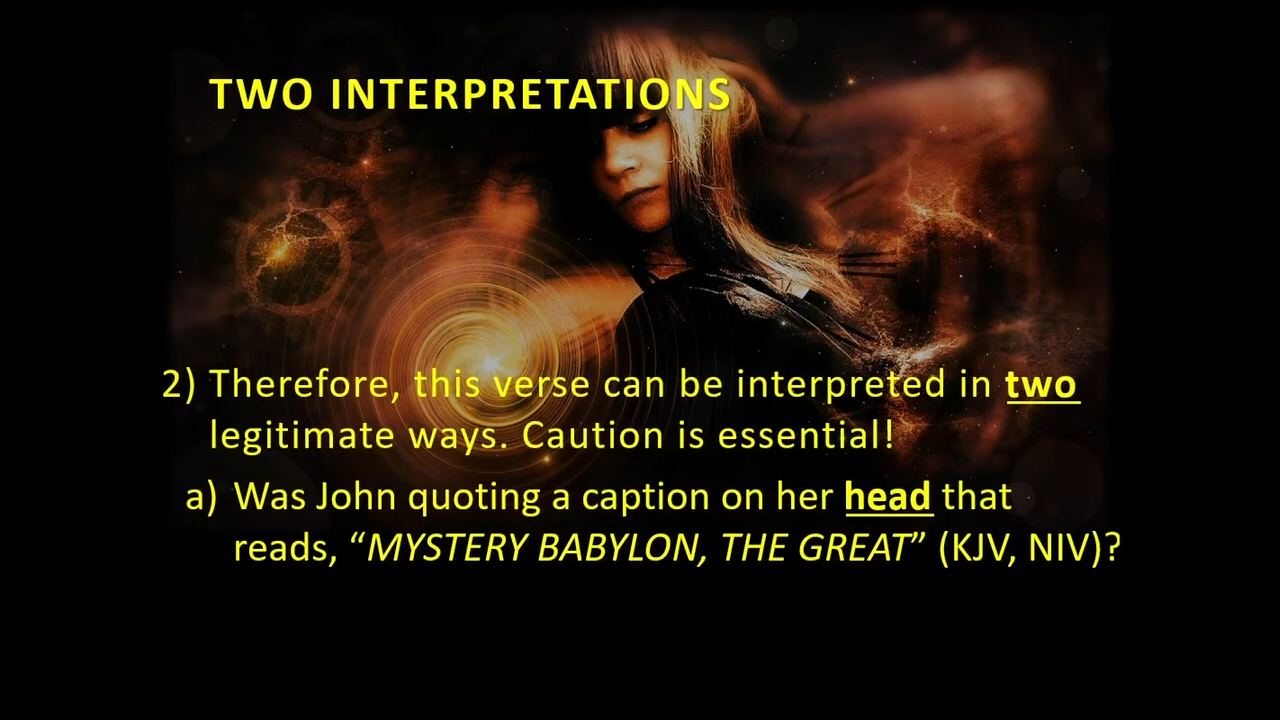 TWO INTERPRETATIONS
2) Therefore, this verse can be interpreted in two
legitimate ways. Caution is essential!
a) Was John quoting a caption on her head that
reads, “MYSTERY BABYLON, THE GREAT” (KJV, NIV)?